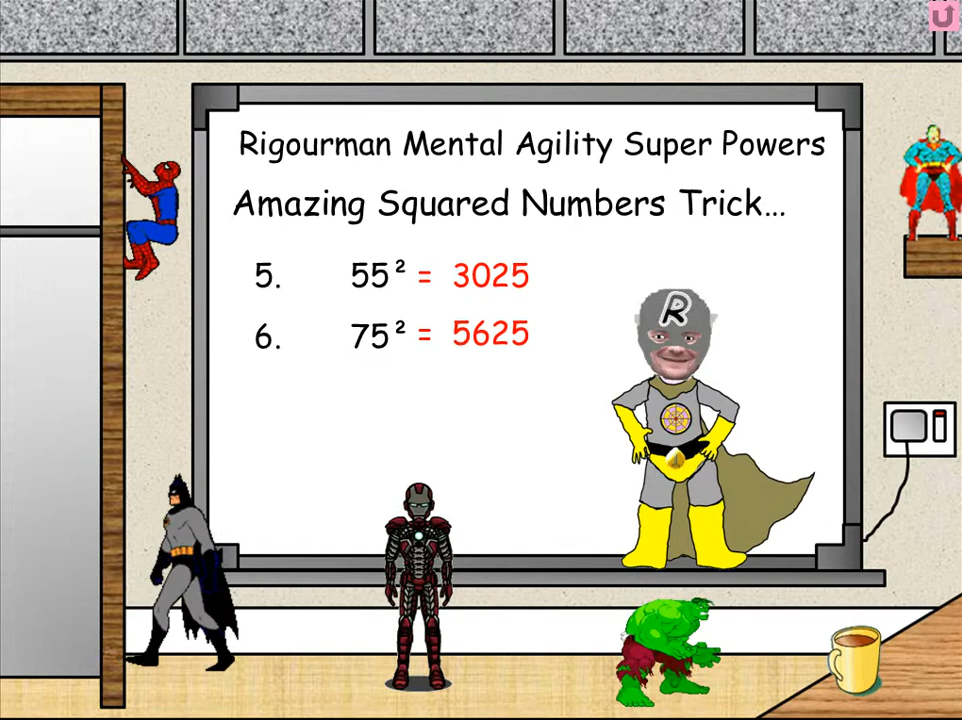 Rigourman Mental Agility Super Powers
Amazing Squared Numbers Trick...
5. 55² = 3025
6. 75² = 5625
R